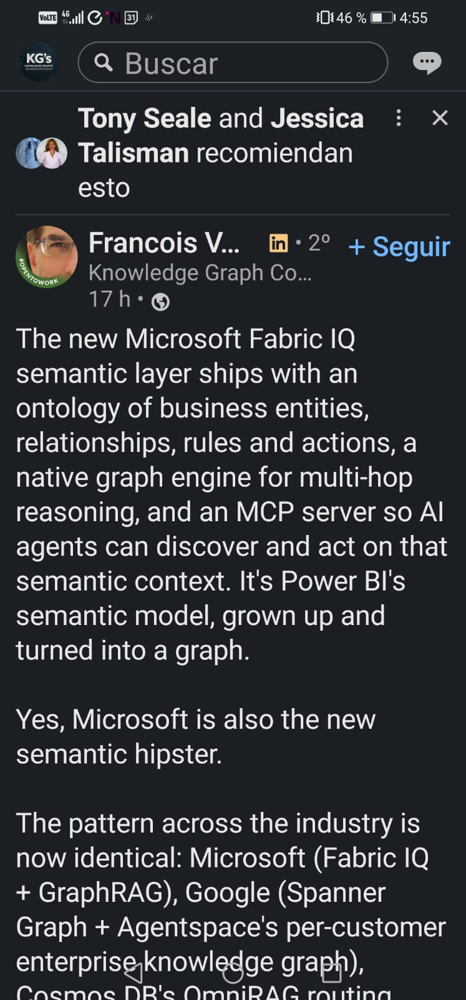 VoLTE 4G 31 46 % 4:55
KG's
Buscar
Tony Seale and Jessica
Talisman recomiendan
esto
Francois V... in • 2º + Seguir
#OPENTOWORK
Knowledge Graph Co...
17 h •
The new Microsoft Fabric IQ
semantic layer ships with an
ontology of business entities,
relationships, rules and actions, a
native graph engine for multi-hop
reasoning, and an MCP server so AI
agents can discover and act on that
semantic context. It's Power BI's
semantic model, grown up and
turned into a graph.
Yes, Microsoft is also the new
semantic hipster.
The pattern across the industry is
now identical: Microsoft (Fabric IQ
+ GraphRAG), Google (Spanner
Graph + Agentspace's per-customer
enterprise knowledge graph),
Cosmos DB's OmniRAG routing